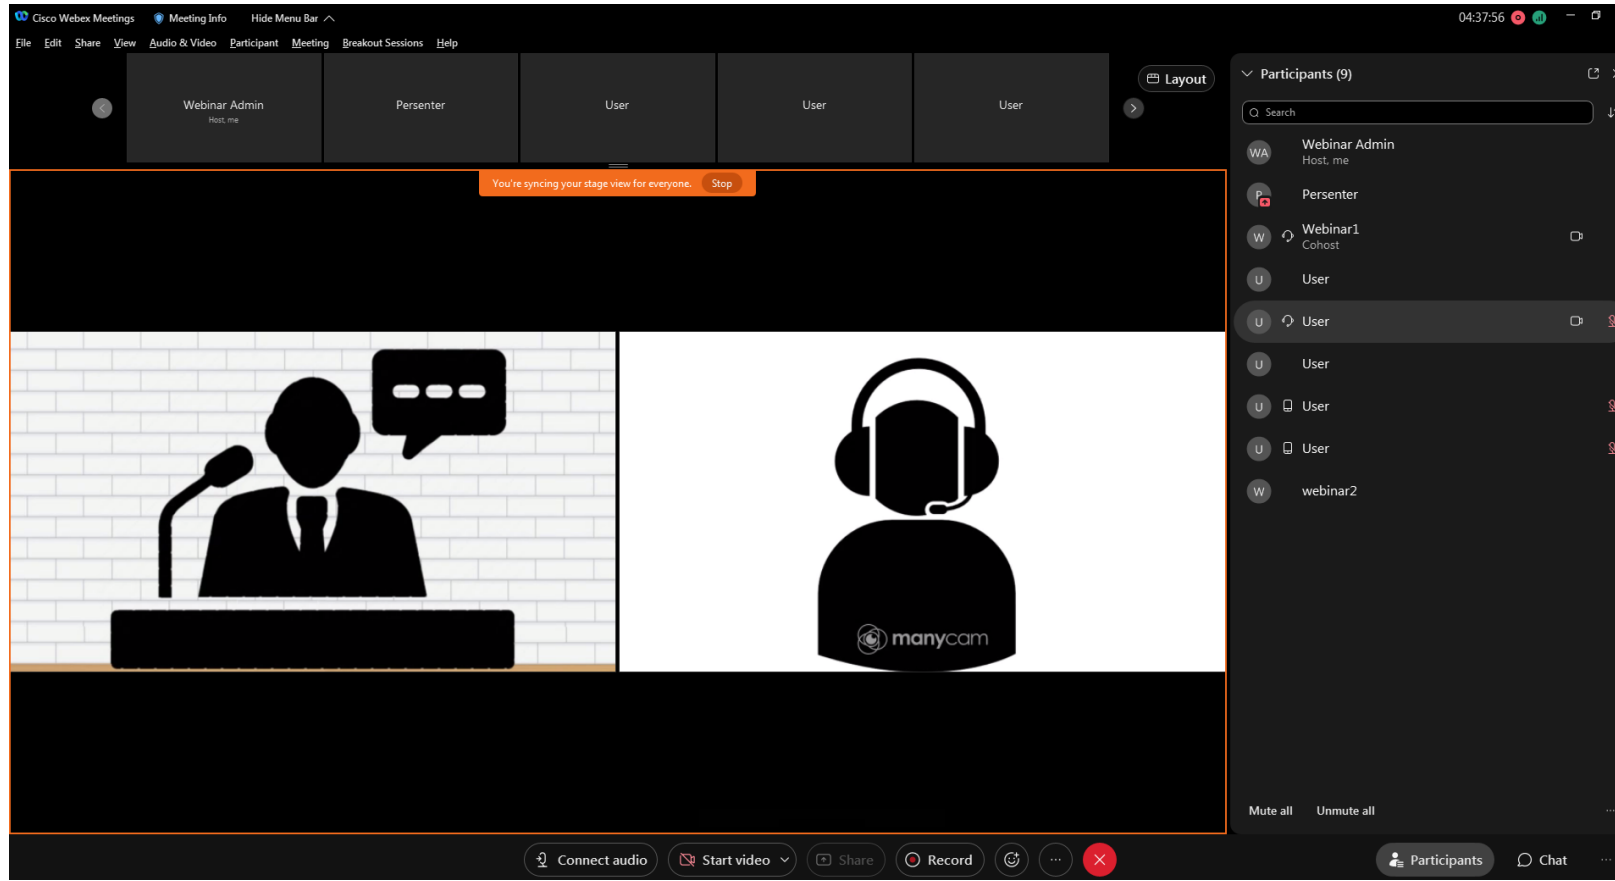 Cisco Webex Meetings Meeting Info Hide Menu Bar 04:37:56
File Edit Share View Audio & Video Participant Meeting Breakout Sessions Help
Webinar Admin
Host, me
Persenter
User
User
User
Layout
You're syncing your stage view for everyone. Stop
manycam
Participants (9)
Search
WA Webinar Admin
Host, me
P Persenter
W Webinar1
Cohost
U User
U User
U User
U User
U User
W webinar2
Mute all Unmute all
Connect audio Start video Share Record Participants Chat